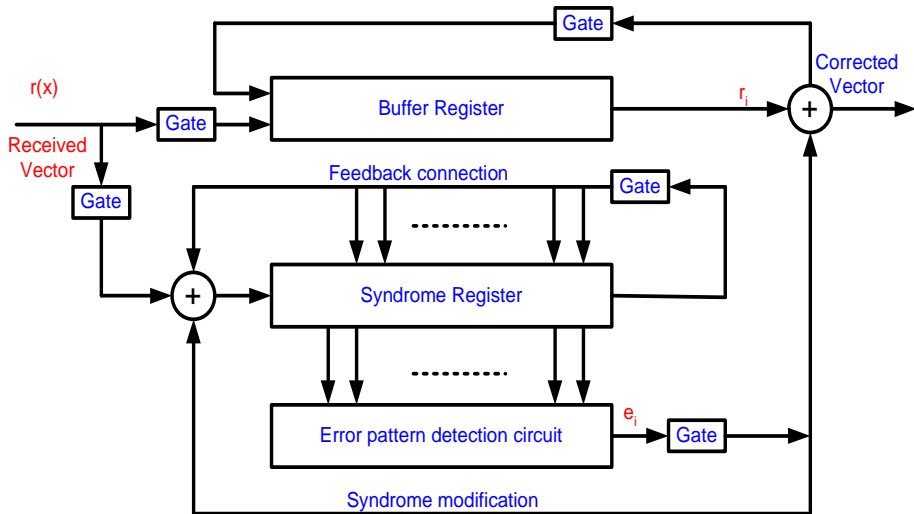 Gate
Corrected
Vector
r(x)
Buffer Register
r_i
+
Gate
Received
Vector
Feedback connection
Gate
Gate
+
Syndrome Register
Error pattern detection circuit
e_i
Gate
Syndrome modification